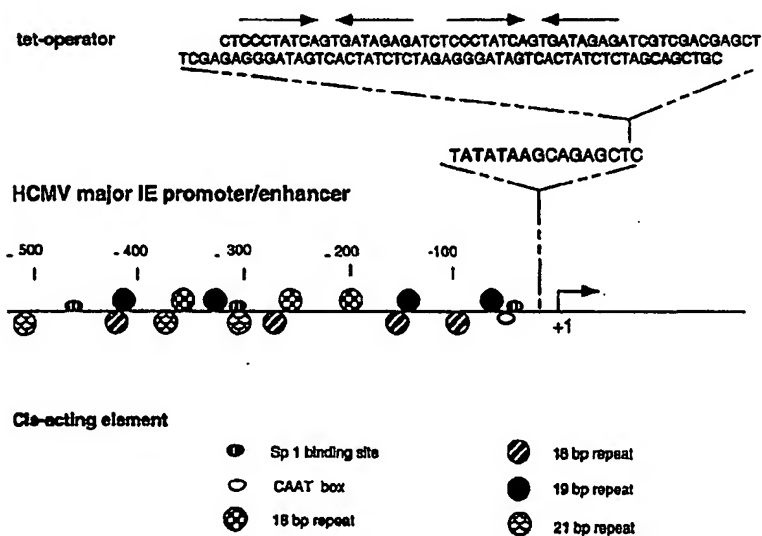 tet-operator
CTCCCTATCAGTGATAGAGATCTCCCTATCAGTGATAGAGATCGTCGACGAGCT
TCGAGAGGGATAGTCACTATCTCTAGAGGGATAGTCACTATCTCTAGCAGCTGC
TATATAAGCAGAGCTC
HCMV major IE promoter/enhancer
- 500 - 400 - 300 - 200 -100
+1
Cis-acting element
Sp 1 binding site
18 bp repeat
CAAT box
19 bp repeat
16 bp repeat
21 bp repeat